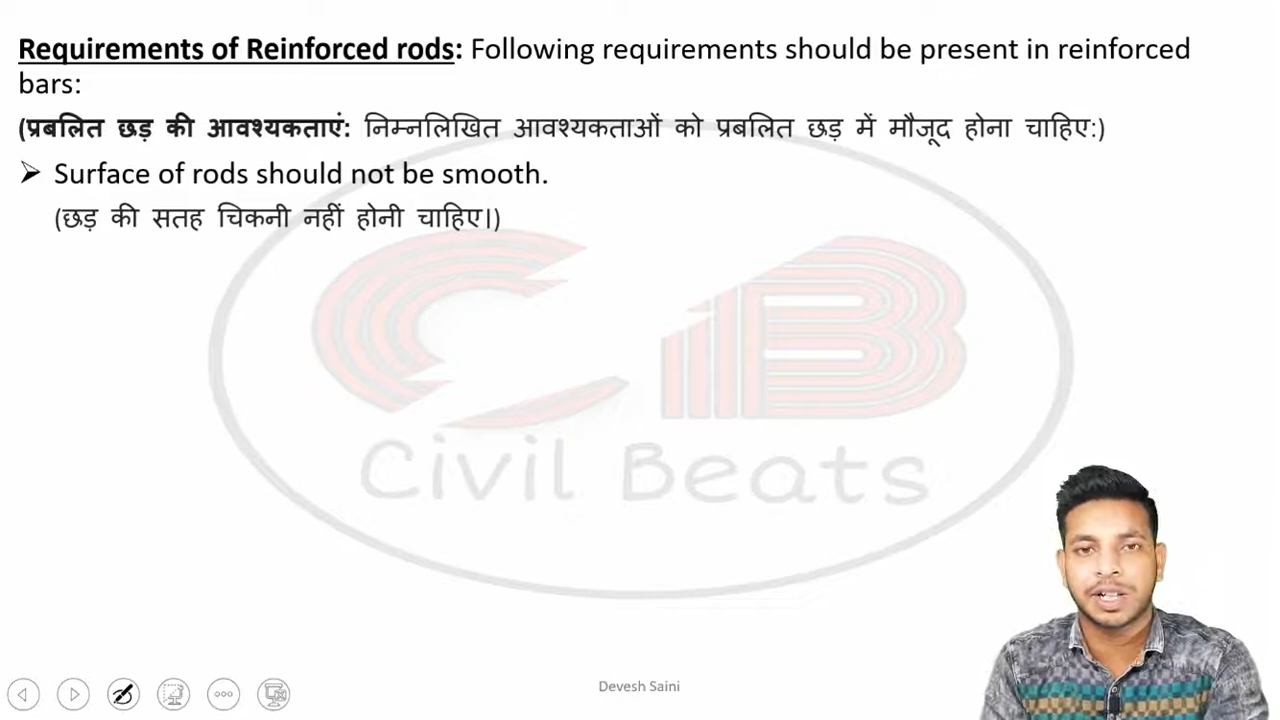 Requirements of Reinforced rods: Following requirements should be present in reinforced
bars:
(प्रबलित छड़ की आवश्यकताएं: निम्नलिखित आवश्यकताओं को प्रबलित छड़ में मौजूद होना चाहिए:)
➢ Surface of rods should not be smooth.
(छड़ की सतह चिकनी नहीं होनी चाहिए।)
CB
Civil Beats
Devesh Saini